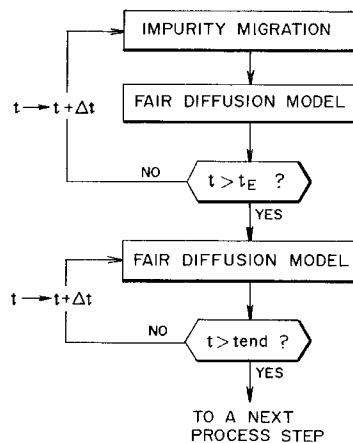 IMPURITY MIGRATION
t → t + Δt
FAIR DIFFUSION MODEL
NO
t > t_E ?
YES
FAIR DIFFUSION MODEL
t → t + Δt
NO
t > tend ?
YES
TO A NEXT
PROCESS STEP